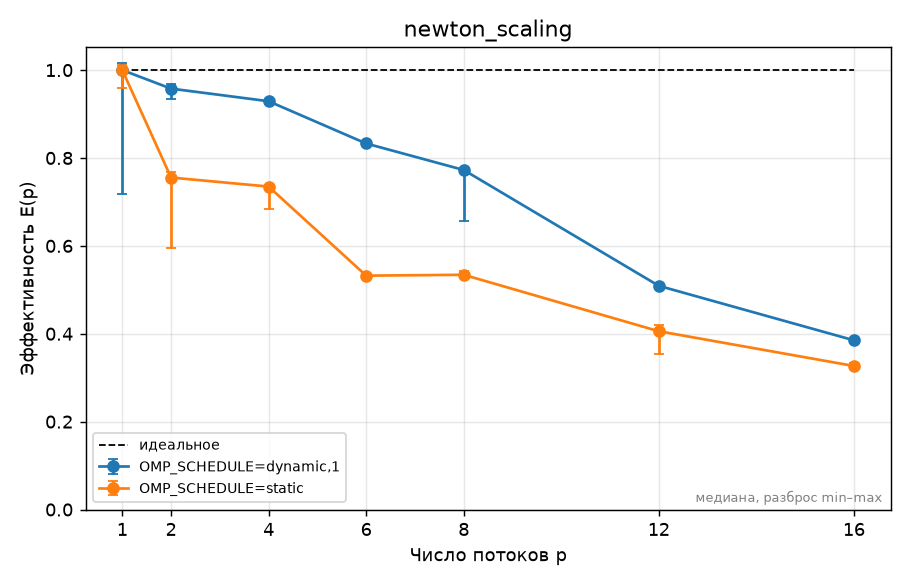 newton_scaling
Эффективность E(p)
1.0
0.8
0.6
0.4
0.2
0.0
идеальное
OMP_SCHEDULE=dynamic,1
OMP_SCHEDULE=static
медиана, разброс min–max
1 2 4 6 8 12 16
Число потоков p